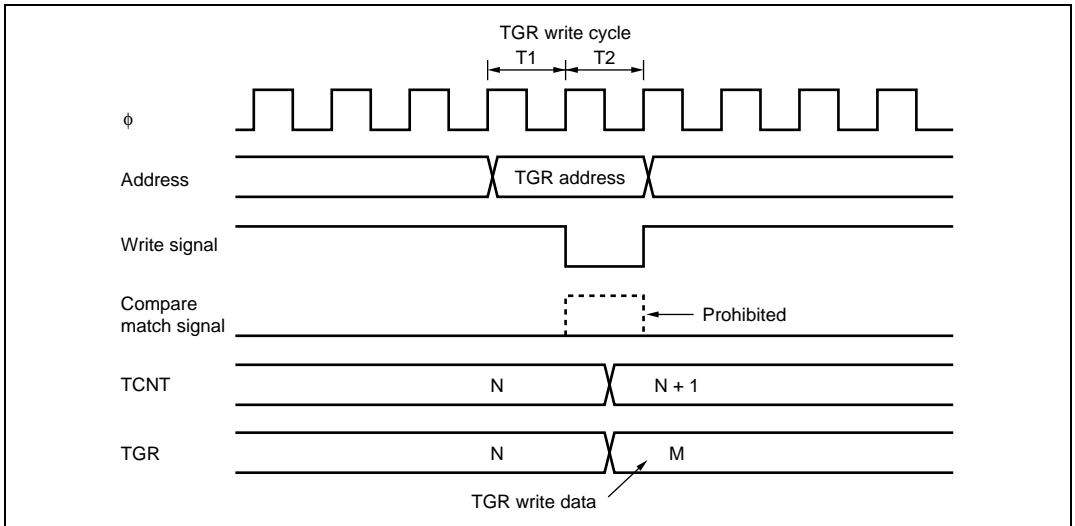 TGR write cycle
T1 T2
φ
Address
TGR address
Write signal
Compare
match signal
Prohibited
TCNT
N
N + 1
TGR
N
M
TGR write data